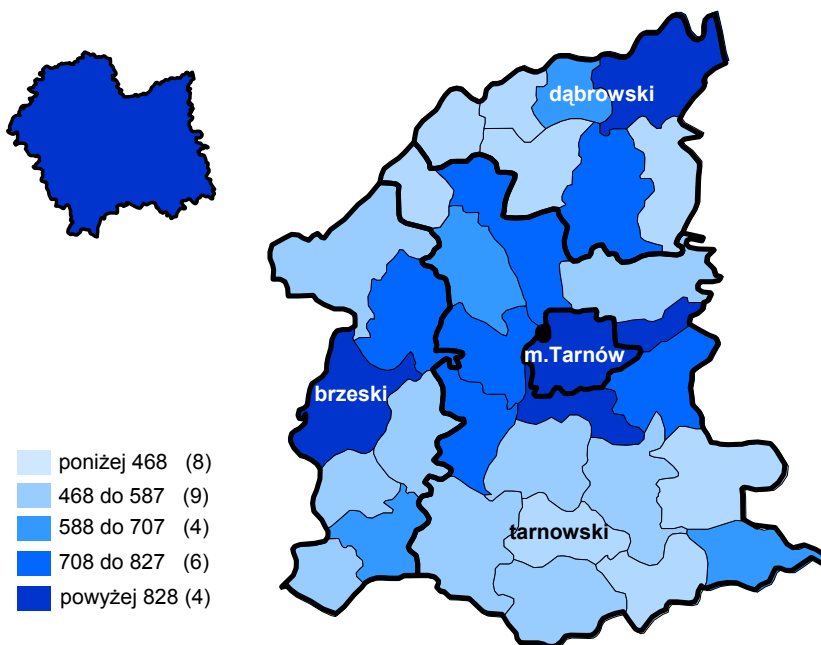 dąbrowski
m.Tarnów
brzeski
tarnowski
poniżej 468 (8)
468 do 587 (9)
588 do 707 (4)
708 do 827 (6)
powyżej 828 (4)